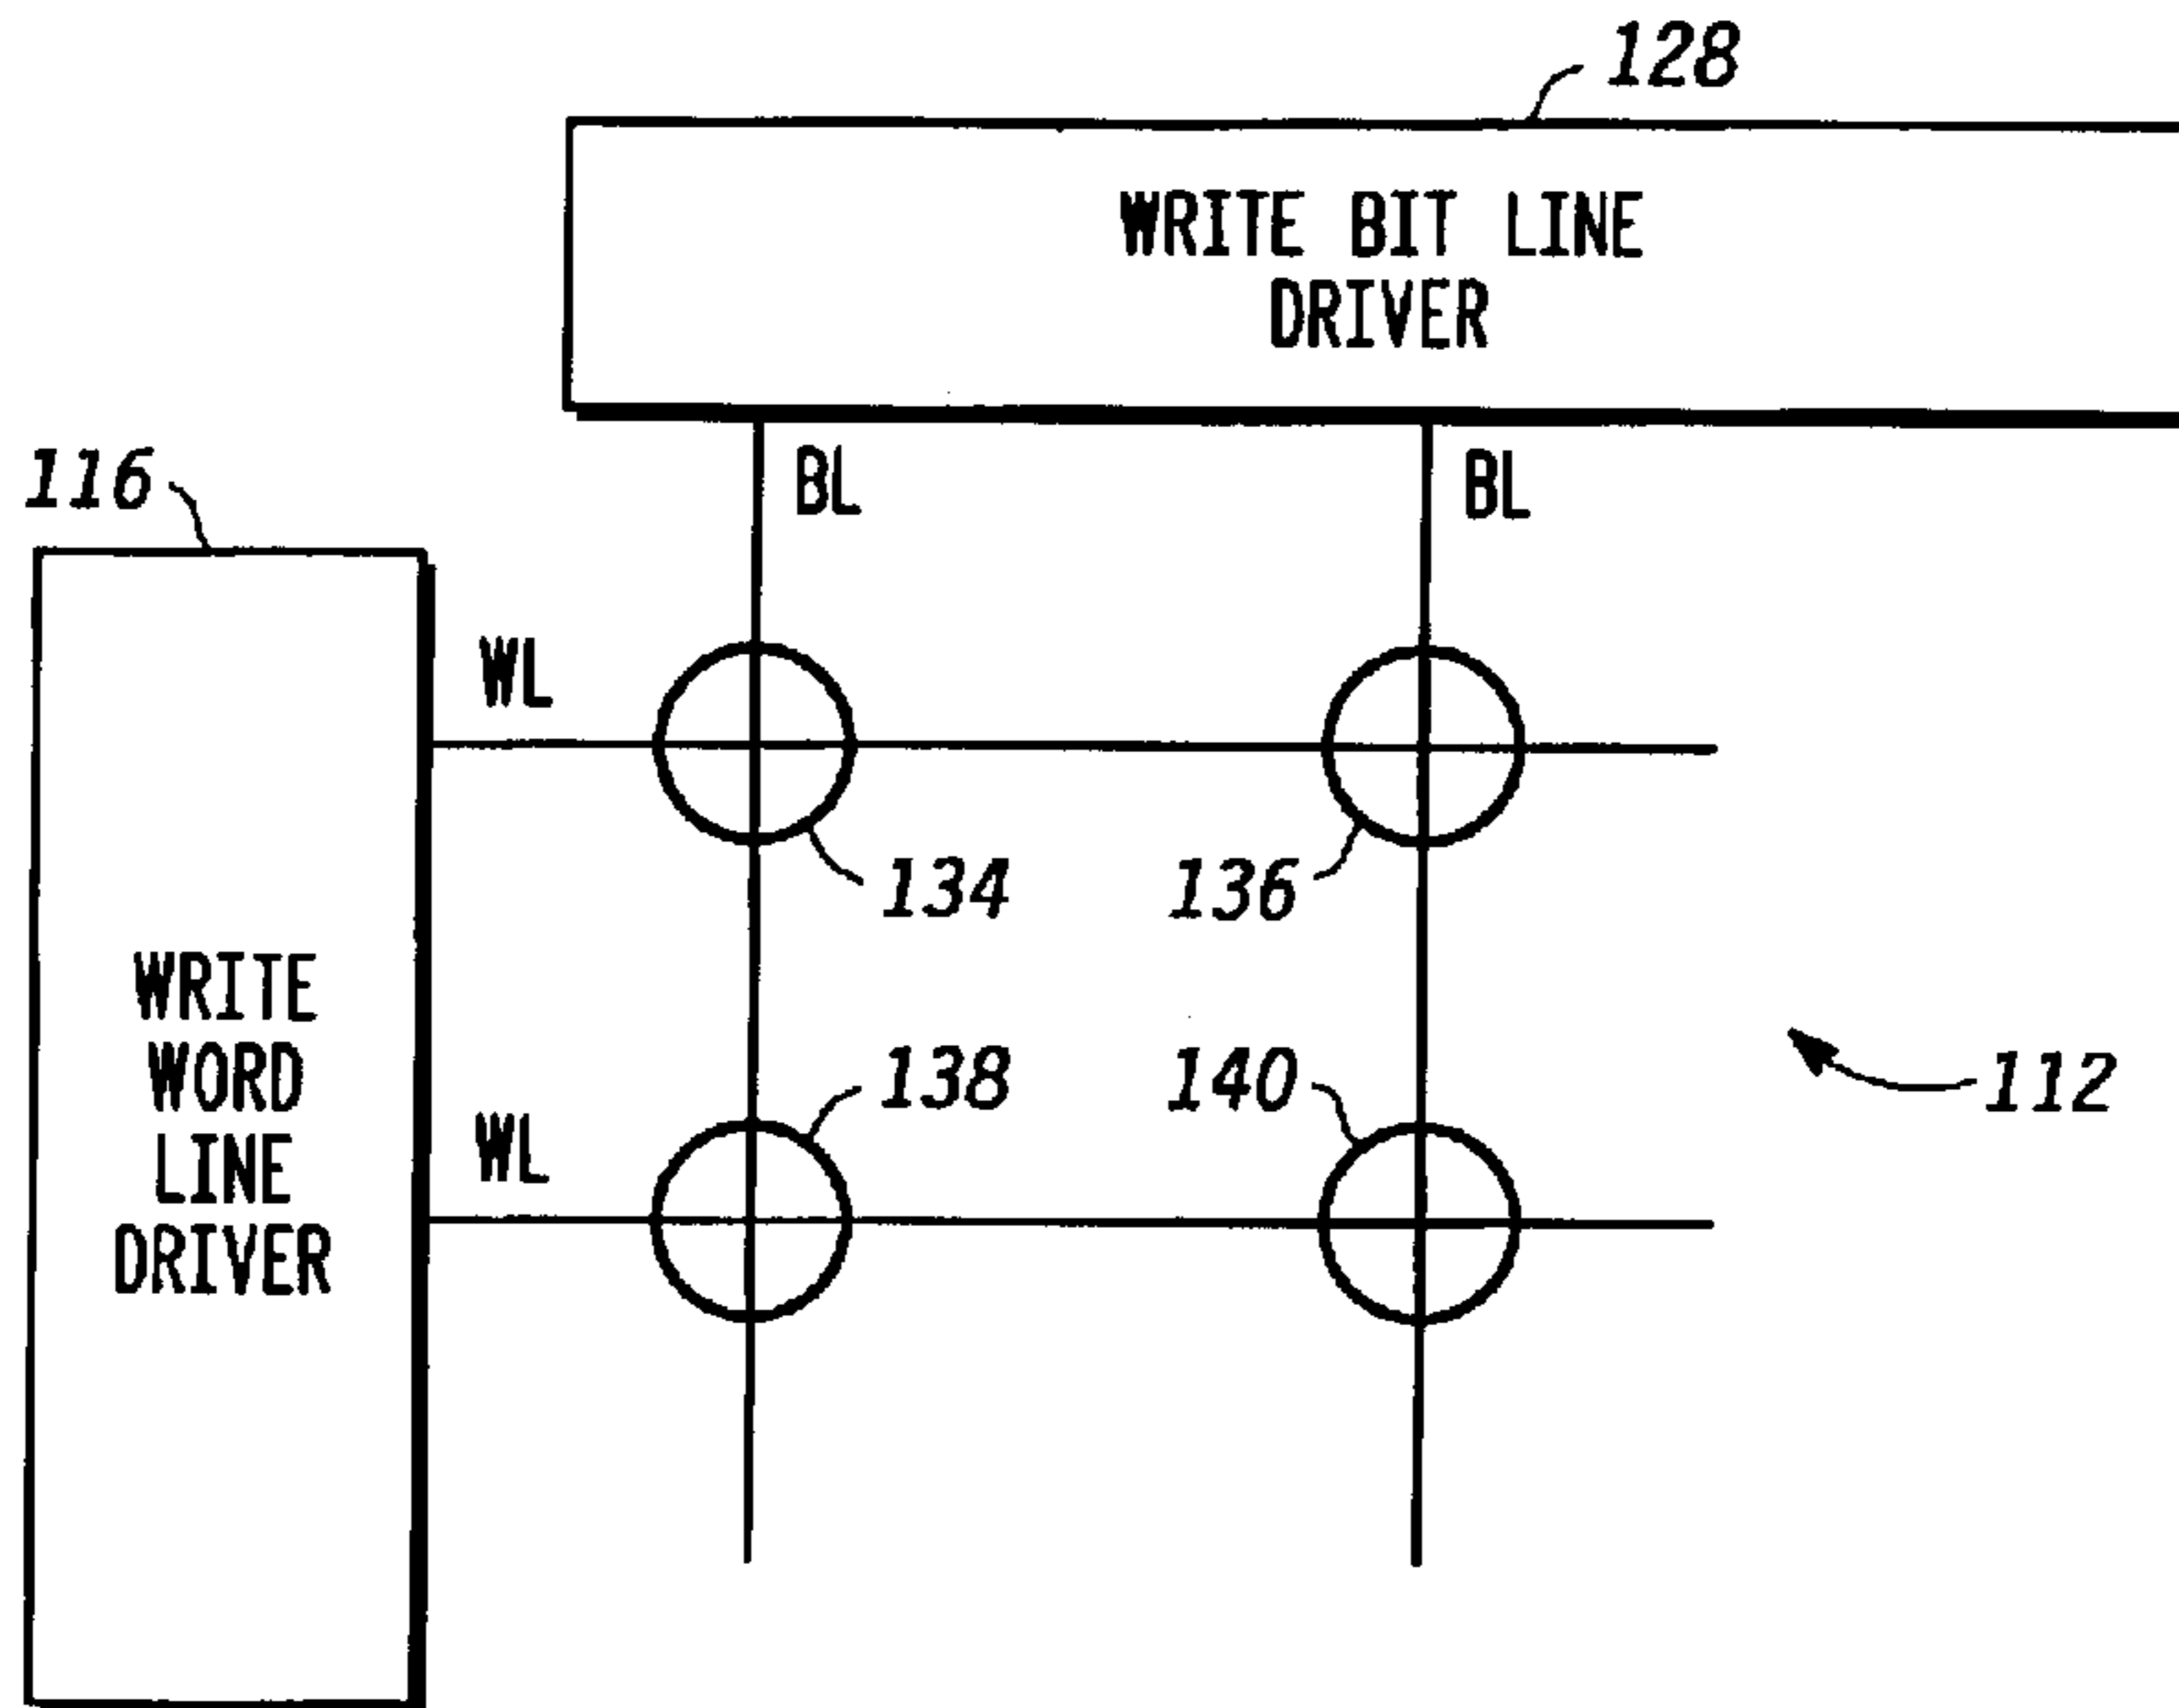 128
WRITE BIT LINE
DRIVER
116
BL
BL
WL
134
136
WRITE
WORD
LINE
DRIVER
138
140
112
WL